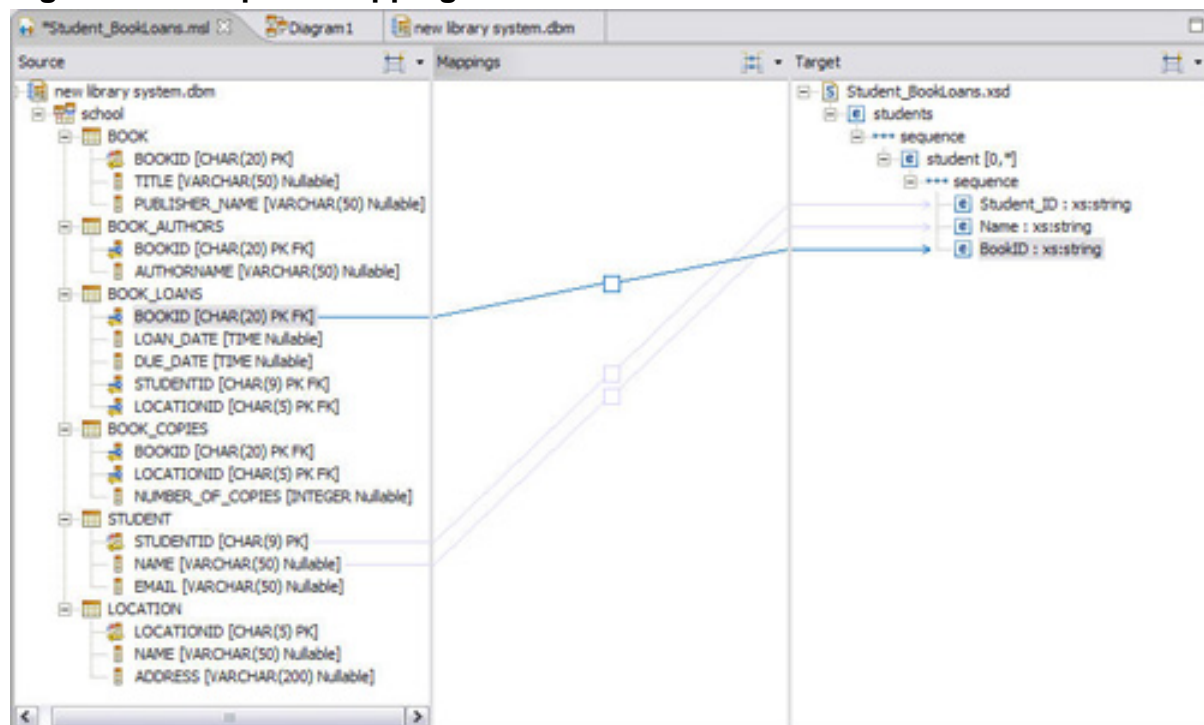 *Student_BookLoans.msl
Diagram1
new library system.dbm
Source
Mappings
Target
new library system.dbm
school
BOOK
BOOKID [CHAR(20) PK]
TITLE [VARCHAR(50) Nullable]
PUBLISHER_NAME [VARCHAR(50) Nullable]
BOOK_AUTHORS
BOOKID [CHAR(20) PK FK]
AUTHORNAME [VARCHAR(50) Nullable]
BOOK_LOANS
BOOKID [CHAR(20) PK FK]
LOAN_DATE [TIME Nullable]
DUE_DATE [TIME Nullable]
STUDENTID [CHAR(9) PK FK]
LOCATIONID [CHAR(5) PK FK]
BOOK_COPIES
BOOKID [CHAR(20) PK FK]
LOCATIONID [CHAR(5) PK FK]
NUMBER_OF_COPIES [INTEGER Nullable]
STUDENT
STUDENTID [CHAR(9) PK]
NAME [VARCHAR(50) Nullable]
EMAIL [VARCHAR(50) Nullable]
LOCATION
LOCATIONID [CHAR(5) PK]
NAME [VARCHAR(50) Nullable]
ADDRESS [VARCHAR(200) Nullable]
Student_BookLoans.xsd
students
sequence
student [0,*]
sequence
Student_ID : xs:string
Name : xs:string
BookID : xs:string